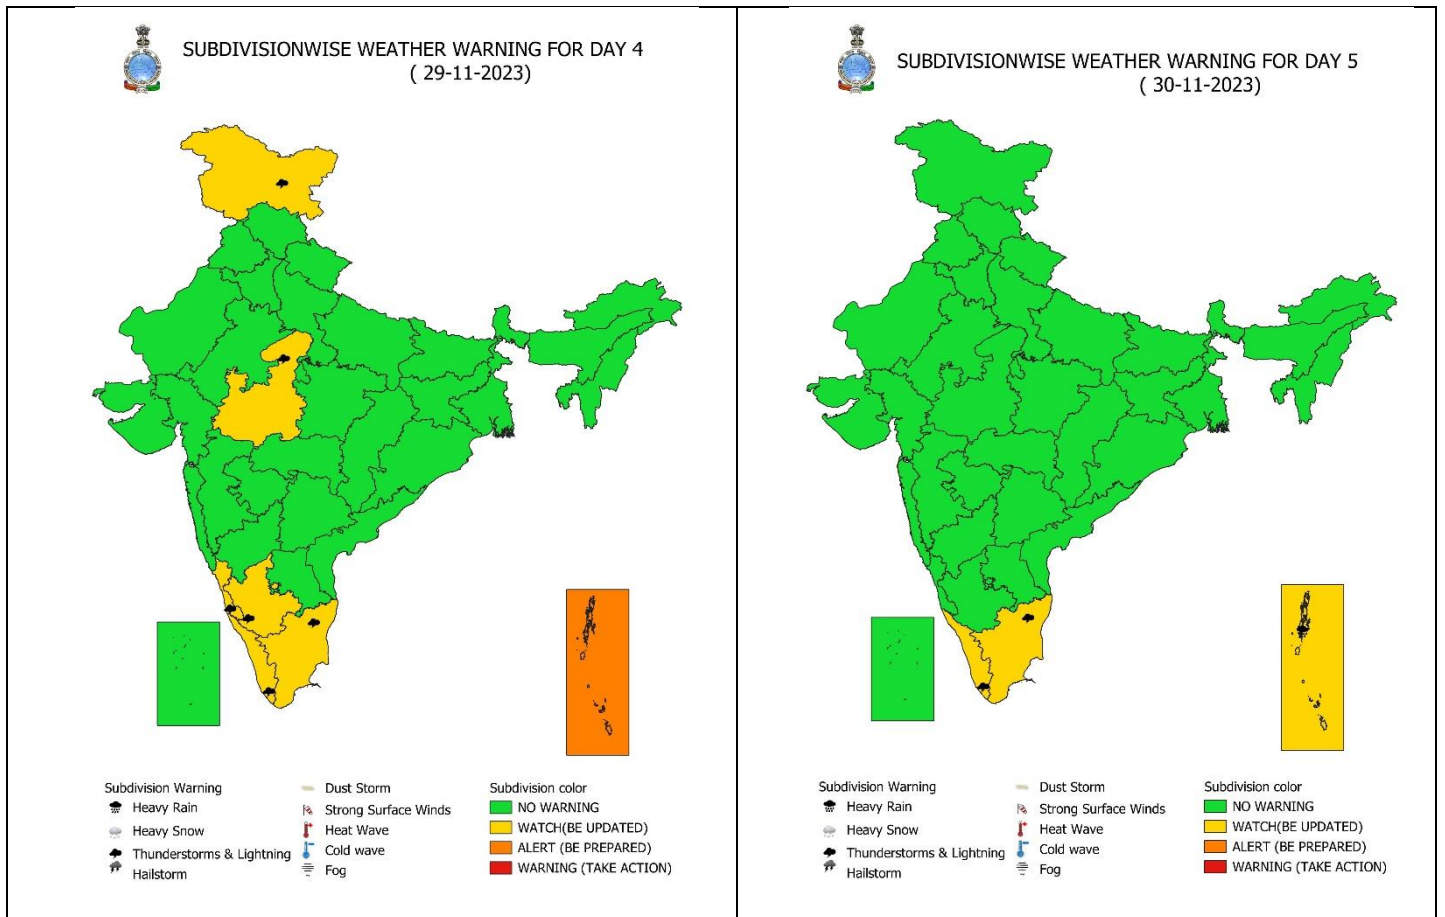 SUBDIVISIONWISE WEATHER WARNING FOR DAY 4
( 29-11-2023)
Subdivision Warning
Heavy Rain
Heavy Snow
Thunderstorms & Lightning
Hailstorm
Dust Storm
Strong Surface Winds
Heat Wave
Cold wave
Fog
Subdivision color
NO WARNING
WATCH(BE UPDATED)
ALERT (BE PREPARED)
WARNING (TAKE ACTION)
SUBDIVISIONWISE WEATHER WARNING FOR DAY 5
( 30-11-2023)
Subdivision Warning
Heavy Rain
Heavy Snow
Thunderstorms & Lightning
Hailstorm
Dust Storm
Strong Surface Winds
Heat Wave
Cold wave
Fog
Subdivision color
NO WARNING
WATCH(BE UPDATED)
ALERT (BE PREPARED)
WARNING (TAKE ACTION)